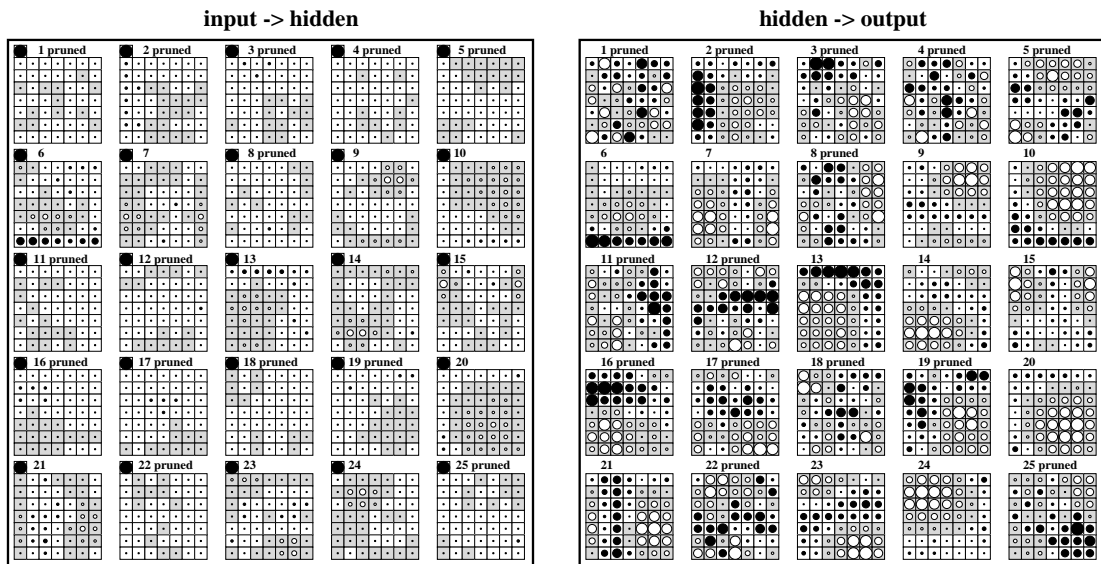 input -> hidden hidden -> output
1 pruned 2 pruned 3 pruned 4 pruned 5 pruned 1 pruned 2 pruned 3 pruned 4 pruned 5 pruned
6 7 8 pruned 9 10 6 7 8 pruned 9 10
11 pruned 12 pruned 13 14 15 11 pruned 12 pruned 13 14 15
16 pruned 17 pruned 18 pruned 19 pruned 20 16 pruned 17 pruned 18 pruned 19 pruned 20
21 22 pruned 23 24 25 pruned 21 22 pruned 23 24 25 pruned